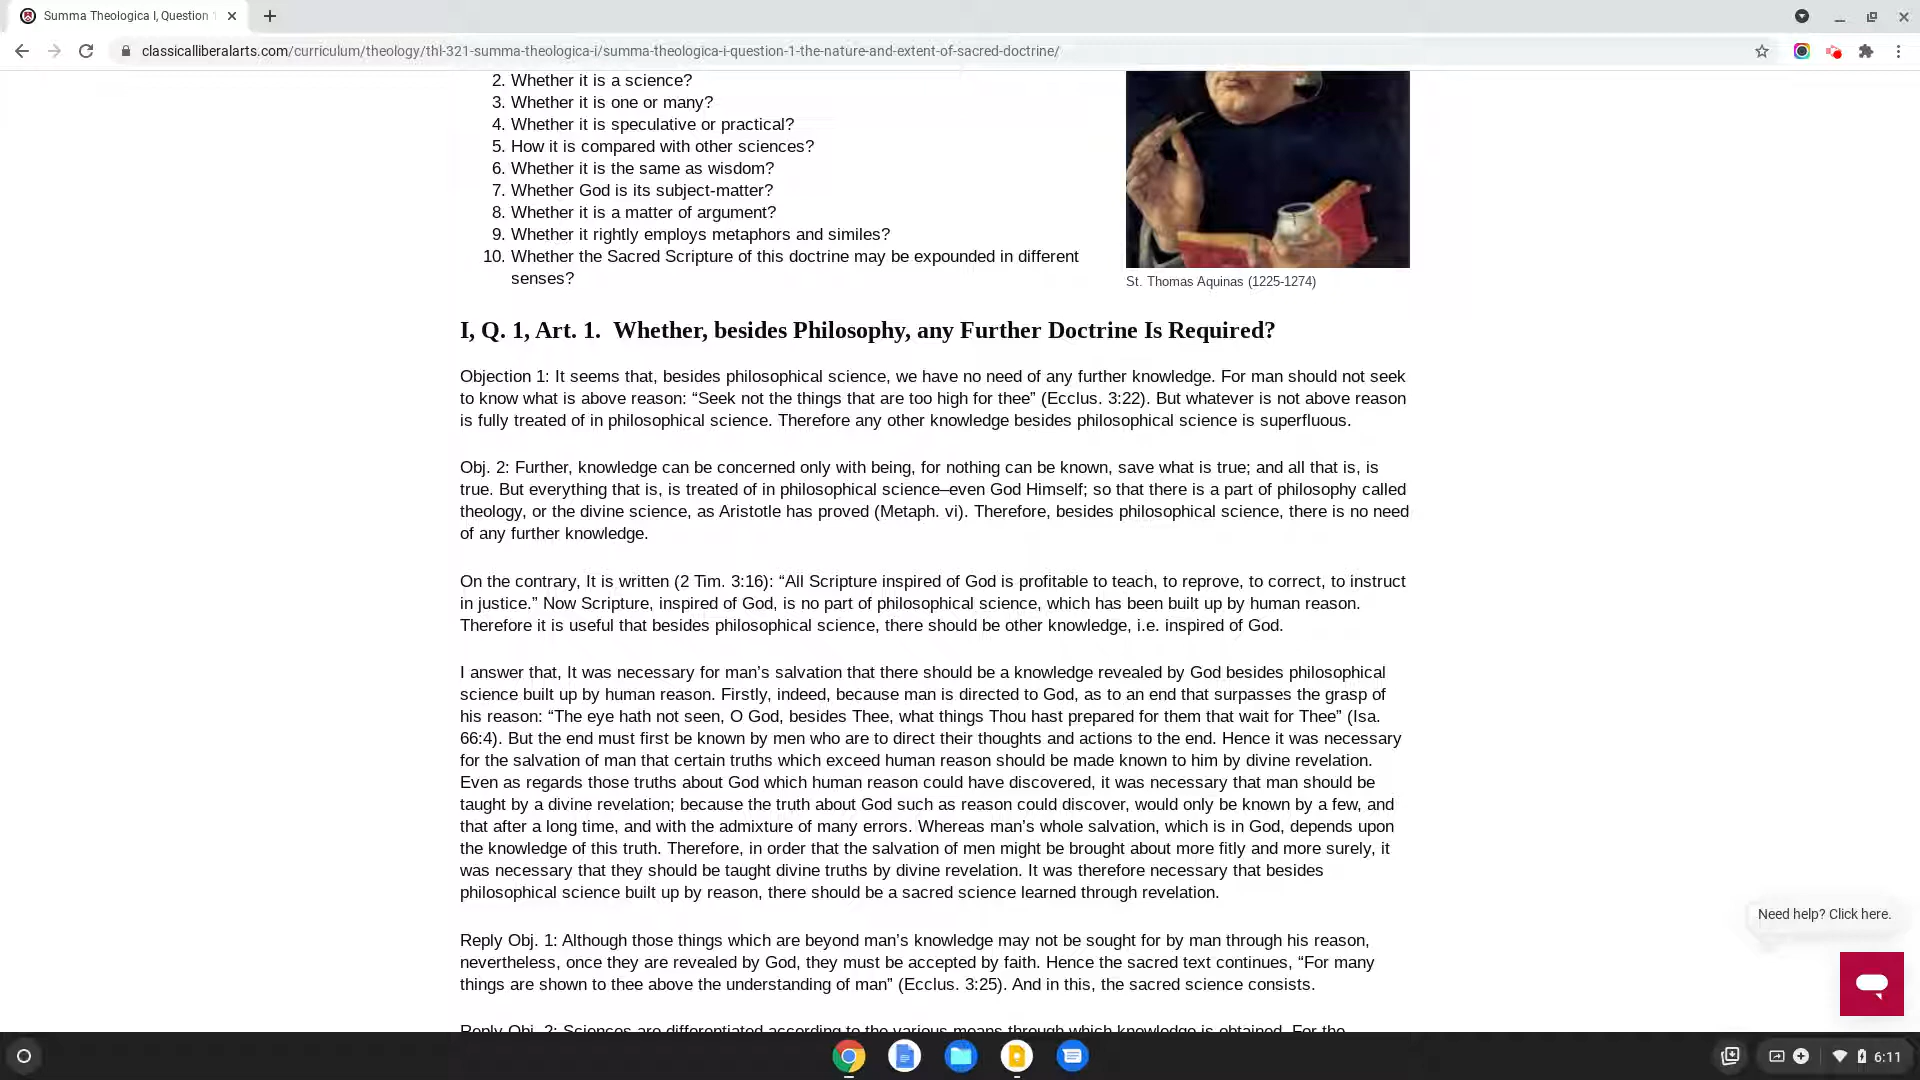 Summa Theologica I, Question 1
classicalliberalarts.com/curriculum/theology/thl-321-summa-theologica-i/summa-theologica-i-question-1-the-nature-and-extent-of-sacred-doctrine/
2. Whether it is a science?
3. Whether it is one or many?
4. Whether it is speculative or practical?
5. How it is compared with other sciences?
6. Whether it is the same as wisdom?
7. Whether God is its subject-matter?
8. Whether it is a matter of argument?
9. Whether it rightly employs metaphors and similes?
10. Whether the Sacred Scripture of this doctrine may be expounded in different
senses?
St. Thomas Aquinas (1225-1274)
I, Q. 1, Art. 1.  Whether, besides Philosophy, any Further Doctrine Is Required?
Objection 1: It seems that, besides philosophical science, we have no need of any further knowledge. For man should not seek
to know what is above reason: “Seek not the things that are too high for thee” (Ecclus. 3:22). But whatever is not above reason
is fully treated of in philosophical science. Therefore any other knowledge besides philosophical science is superfluous.
Obj. 2: Further, knowledge can be concerned only with being, for nothing can be known, save what is true; and all that is, is
true. But everything that is, is treated of in philosophical science–even God Himself; so that there is a part of philosophy called
theology, or the divine science, as Aristotle has proved (Metaph. vi). Therefore, besides philosophical science, there is no need
of any further knowledge.
On the contrary, It is written (2 Tim. 3:16): “All Scripture inspired of God is profitable to teach, to reprove, to correct, to instruct
in justice.” Now Scripture, inspired of God, is no part of philosophical science, which has been built up by human reason.
Therefore it is useful that besides philosophical science, there should be other knowledge, i.e. inspired of God.
I answer that, It was necessary for man’s salvation that there should be a knowledge revealed by God besides philosophical
science built up by human reason. Firstly, indeed, because man is directed to God, as to an end that surpasses the grasp of
his reason: “The eye hath not seen, O God, besides Thee, what things Thou hast prepared for them that wait for Thee” (Isa.
66:4). But the end must first be known by men who are to direct their thoughts and actions to the end. Hence it was necessary
for the salvation of man that certain truths which exceed human reason should be made known to him by divine revelation.
Even as regards those truths about God which human reason could have discovered, it was necessary that man should be
taught by a divine revelation; because the truth about God such as reason could discover, would only be known by a few, and
that after a long time, and with the admixture of many errors. Whereas man’s whole salvation, which is in God, depends upon
the knowledge of this truth. Therefore, in order that the salvation of men might be brought about more fitly and more surely, it
was necessary that they should be taught divine truths by divine revelation. It was therefore necessary that besides
philosophical science built up by reason, there should be a sacred science learned through revelation.
Reply Obj. 1: Although those things which are beyond man’s knowledge may not be sought for by man through his reason,
nevertheless, once they are revealed by God, they must be accepted by faith. Hence the sacred text continues, “For many
things are shown to thee above the understanding of man” (Ecclus. 3:25). And in this, the sacred science consists.
Reply Obj. 2: Sciences are differentiated according to the various means through which knowledge is obtained. For the
Need help? Click here.
6:11